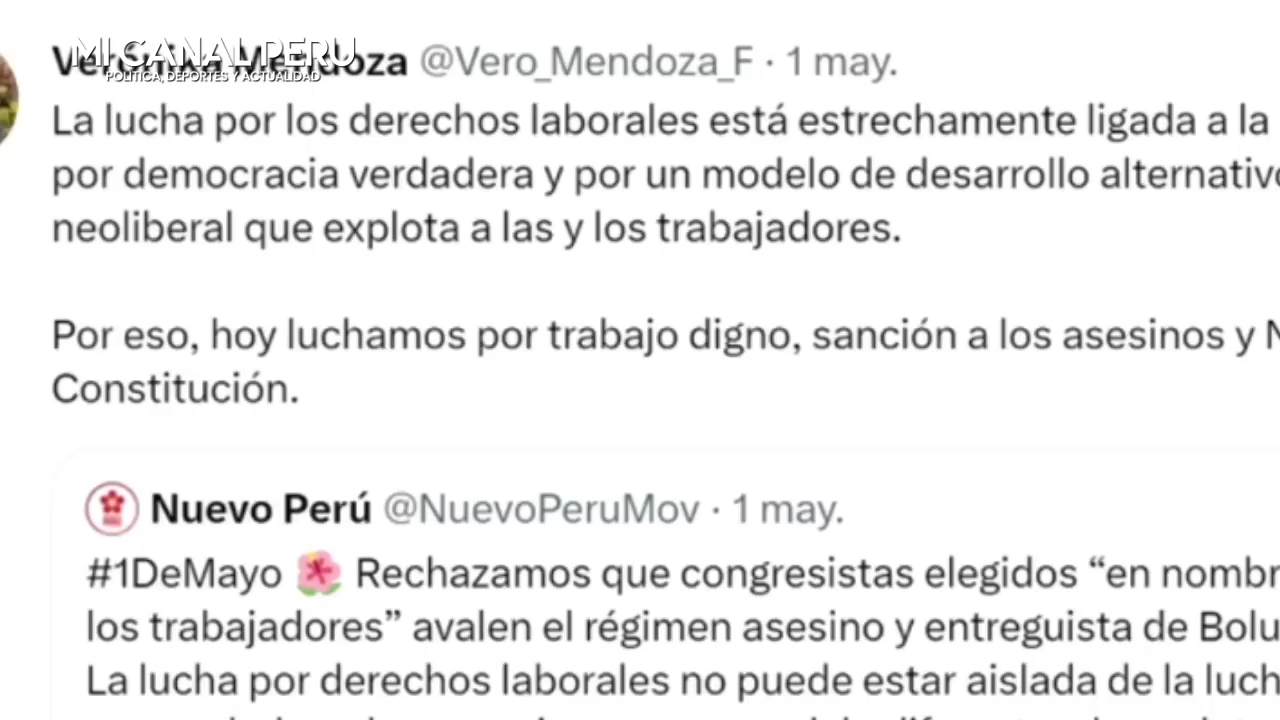 MI CANAL PERU
POLÍTICA, DEPORTES Y ACTUALIDAD
Verónika Mendoza @Vero_Mendoza_F · 1 may.
La lucha por los derechos laborales está estrechamente ligada a la
por democracia verdadera y por un modelo de desarrollo alternativo
neoliberal que explota a las y los trabajadores.
Por eso, hoy luchamos por trabajo digno, sanción a los asesinos y N
Constitución.
Nuevo Perú @NuevoPeruMov · 1 may.
#1DeMayo 🌺 Rechazamos que congresistas elegidos “en nombr
los trabajadores” avalen el régimen asesino y entreguista de Bolu
La lucha por derechos laborales no puede estar aislada de la luch